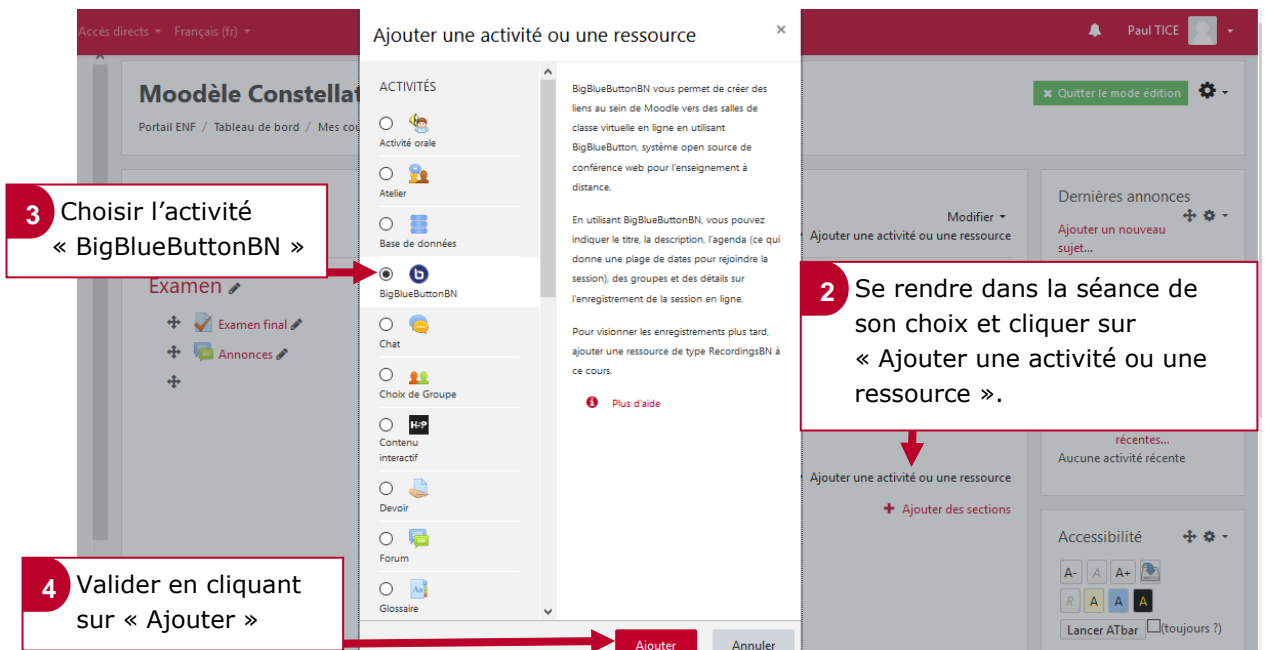 Accès directs Français (fr)
Paul TICE
Moodèle Constellat
Portail ENF / Tableau de bord / Mes cou
Quitter le mode édition
Ajouter une activité ou une ressource
×
ACTIVITÉS
Activité orale
Atelier
Base de données
BigBlueButtonBN
Chat
Choix de Groupe
H5P
Contenu
interactif
Devoir
Forum
Glossaire
BigBlueButtonBN vous permet de créer des
liens au sein de Moodle vers des salles de
classe virtuelle en ligne en utilisant
BigBlueButton, système open source de
conférence web pour l'enseignement à
distance.
En utilisant BigBlueButtonBN, vous pouvez
indiquer le titre, la description, l'agenda (ce qui
donne une plage de dates pour rejoindre la
session), des groupes et des détails sur
l'enregistrement de la session en ligne.
Pour visionner les enregistrements plus tard,
ajouter une ressource de type RecordingsBN à
ce cours.
Plus d'aide
Ajouter
Annuler
3 Choisir l’activité
« BigBlueButtonBN »
Examen
Examen final
Annonces
Modifier
Ajouter une activité ou une ressource
Dernières annonces
Ajouter un nouveau
sujet...
2 Se rendre dans la séance de
son choix et cliquer sur
« Ajouter une activité ou une
ressource ».
récentes...
Aucune activité récente
Ajouter une activité ou une ressource
+ Ajouter des sections
Accessibilité
A- A A+
R A A A
Lancer ATbar (toujours ?)
4 Valider en cliquant
sur « Ajouter »